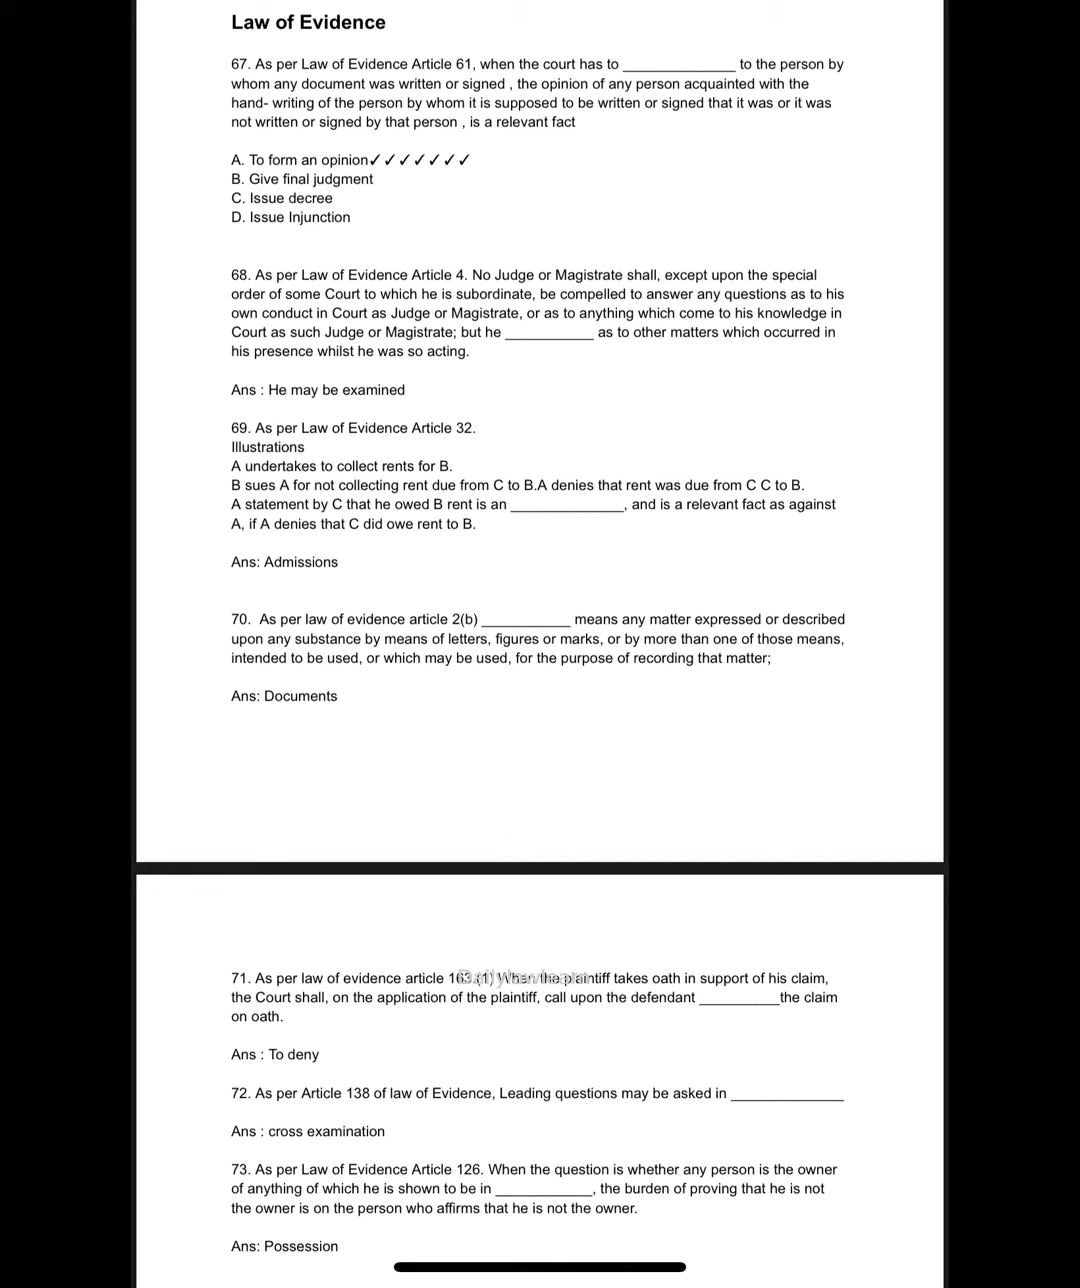 Law of Evidence
67. As per Law of Evidence Article 61, when the court has to ______________ to the person by
whom any document was written or signed , the opinion of any person acquainted with the
hand- writing of the person by whom it is supposed to be written or signed that it was or it was
not written or signed by that person , is a relevant fact
A. To form an opinion✓ ✓ ✓ ✓ ✓ ✓ ✓
B. Give final judgment
C. Issue decree
D. Issue Injunction
68. As per Law of Evidence Article 4. No Judge or Magistrate shall, except upon the special
order of some Court to which he is subordinate, be compelled to answer any questions as to his
own conduct in Court as Judge or Magistrate, or as to anything which come to his knowledge in
Court as such Judge or Magistrate; but he ___________ as to other matters which occurred in
his presence whilst he was so acting.
Ans : He may be examined
69. As per Law of Evidence Article 32.
Illustrations
A undertakes to collect rents for B.
B sues A for not collecting rent due from C to B.A denies that rent was due from C C to B.
A statement by C that he owed B rent is an ______________, and is a relevant fact as against
A, if A denies that C did owe rent to B.
Ans: Admissions
70. As per law of evidence article 2(b) ___________ means any matter expressed or described
upon any substance by means of letters, figures or marks, or by more than one of those means,
intended to be used, or which may be used, for the purpose of recording that matter;
Ans: Documents
71. As per law of evidence article 163 (1) When the plaintiff takes oath in support of his claim,
Dailylawlearn
the Court shall, on the application of the plaintiff, call upon the defendant __________the claim
on oath.
Ans : To deny
72. As per Article 138 of law of Evidence, Leading questions may be asked in ______________
Ans : cross examination
73. As per Law of Evidence Article 126. When the question is whether any person is the owner
of anything of which he is shown to be in ____________, the burden of proving that he is not
the owner is on the person who affirms that he is not the owner.
Ans: Possession